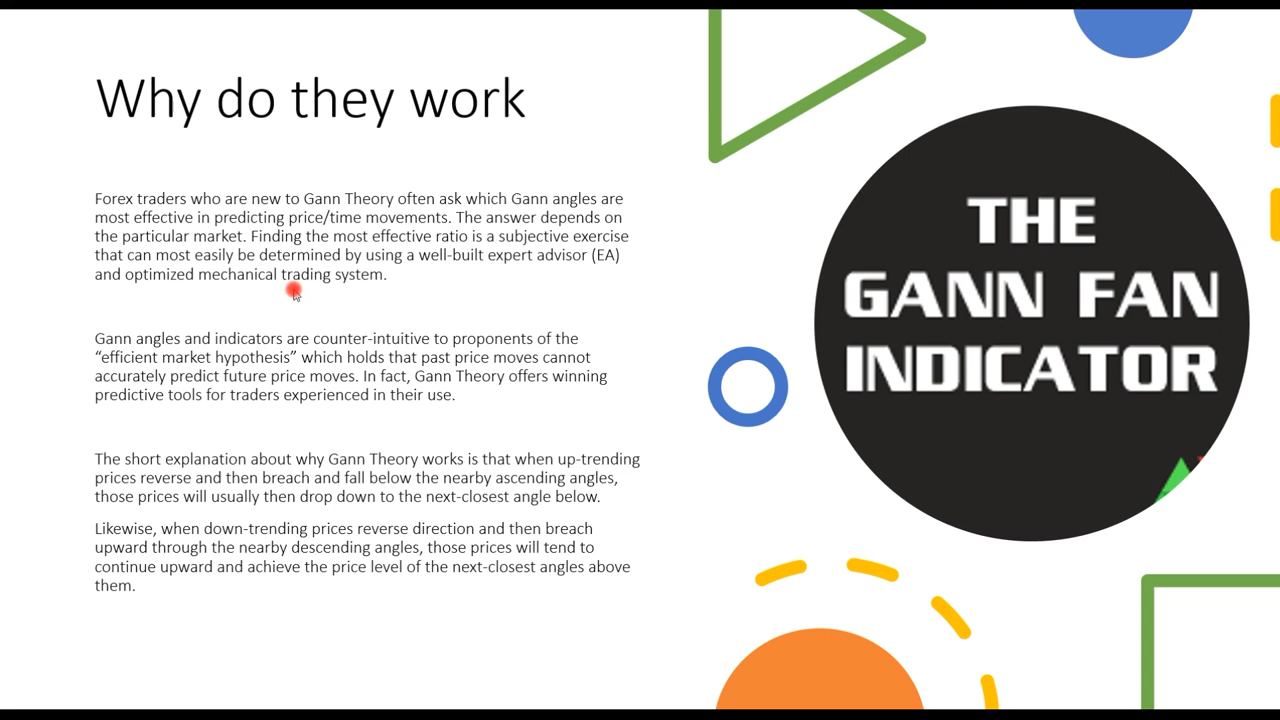 Why do they work
Forex traders who are new to Gann Theory often ask which Gann angles are
most effective in predicting price/time movements. The answer depends on
the particular market. Finding the most effective ratio is a subjective exercise
that can most easily be determined by using a well-built expert advisor (EA)
and optimized mechanical trading system.
Gann angles and indicators are counter-intuitive to proponents of the
“efficient market hypothesis” which holds that past price moves cannot
accurately predict future price moves. In fact, Gann Theory offers winning
predictive tools for traders experienced in their use.
The short explanation about why Gann Theory works is that when up-trending
prices reverse and then breach and fall below the nearby ascending angles,
those prices will usually then drop down to the next-closest angle below.
Likewise, when down-trending prices reverse direction and then breach
upward through the nearby descending angles, those prices will tend to
continue upward and achieve the price level of the next-closest angles above
them.
THE
GANN FAN
INDICATOR